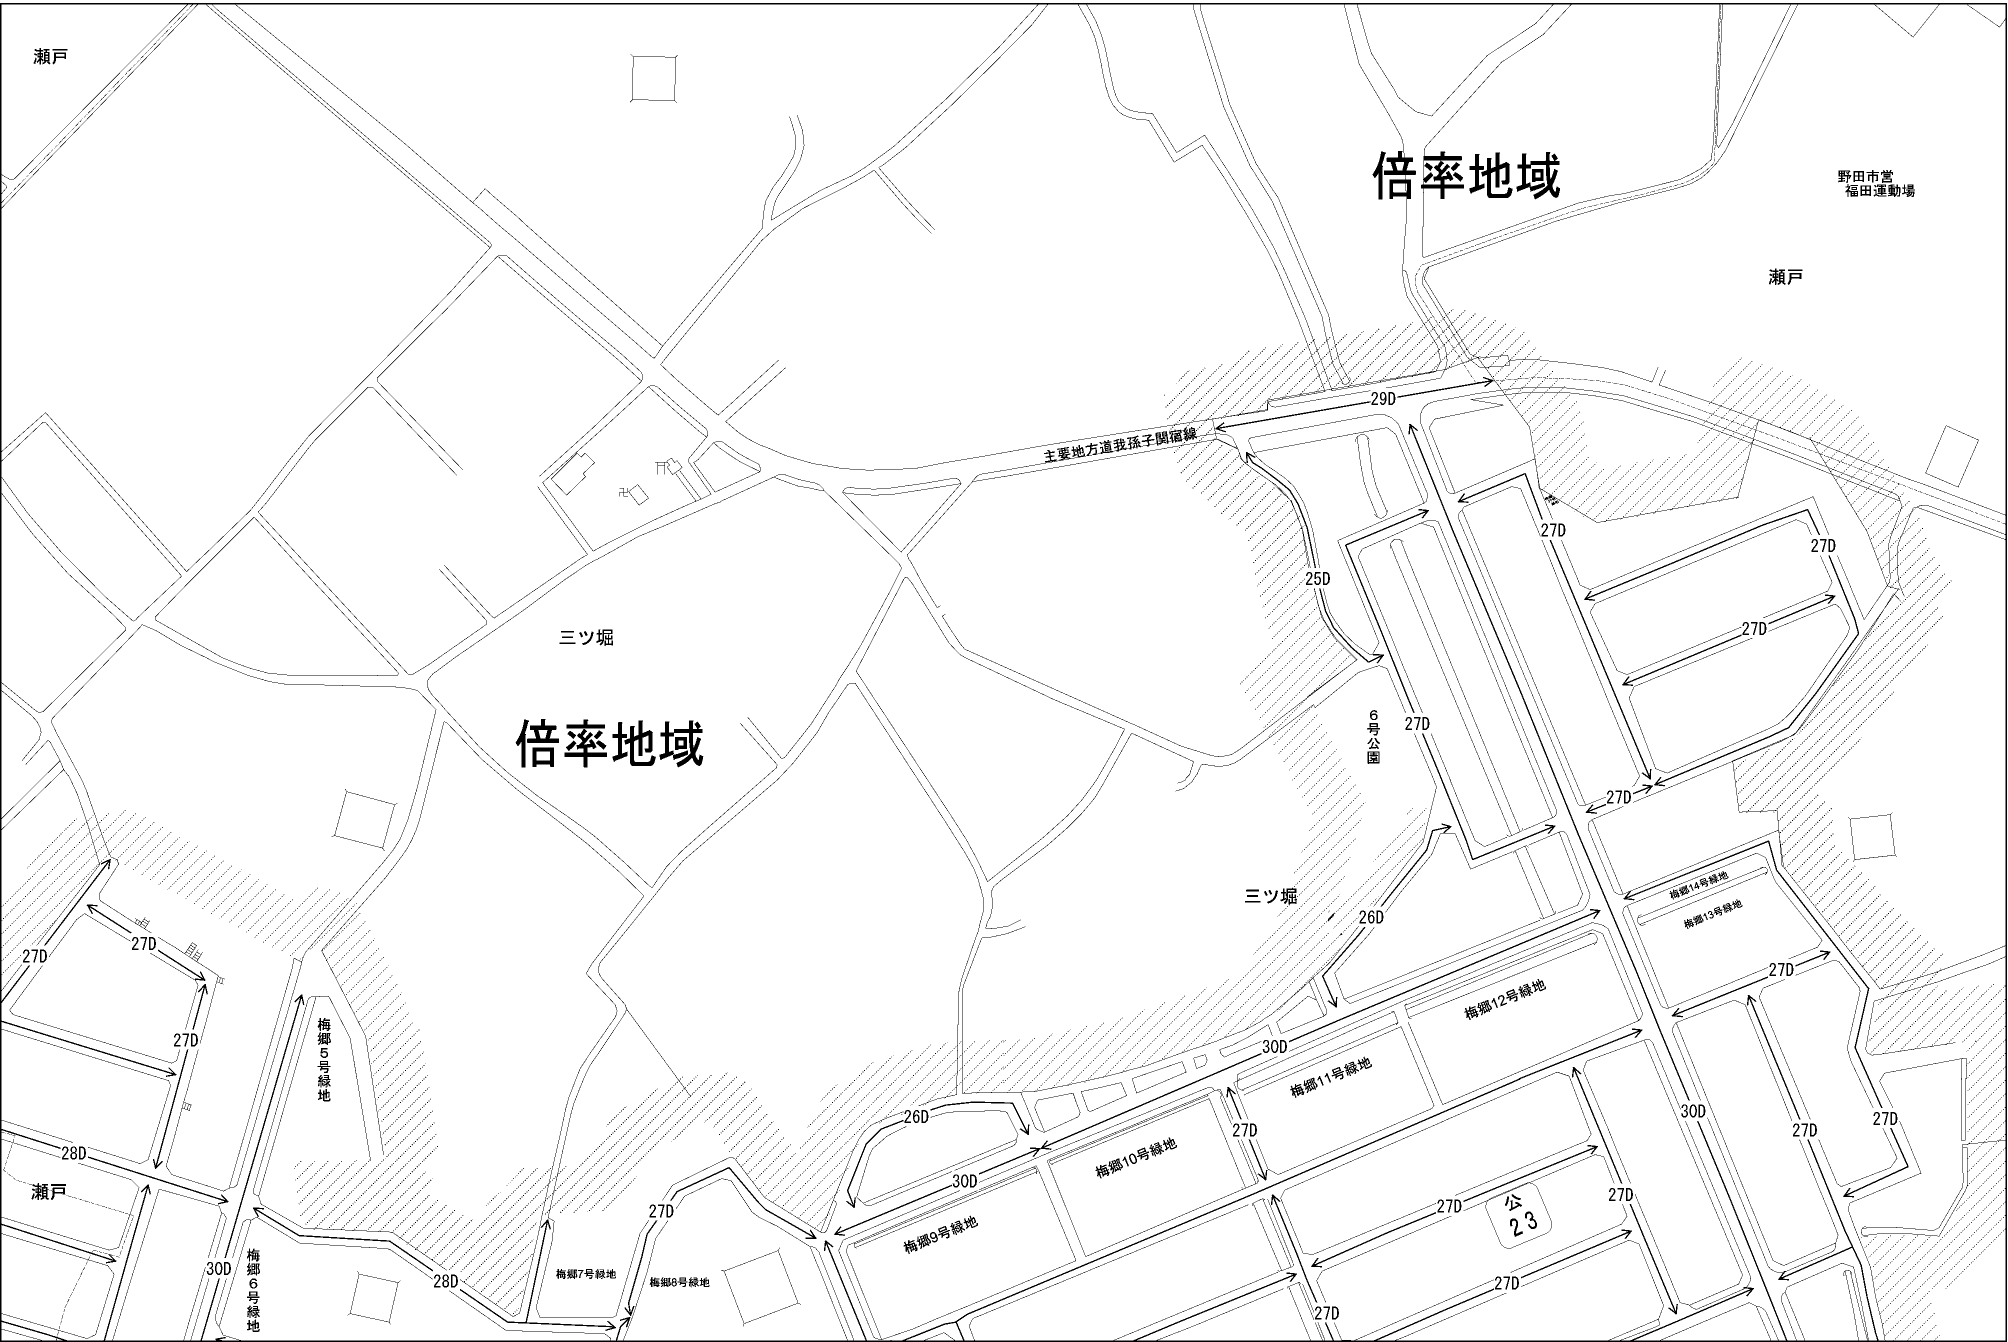 瀬戸
倍率地域
野田市営
福田運動場
瀬戸
29D
主要地方道我孫子関宿線
27D
27D
25D
27D
三ツ堀
6号公園
27D
倍率地域
27D
梅郷14号緑地
三ツ堀
梅郷13号緑地
26D
27D
27D
27D
梅郷12号緑地
27D
梅郷5号緑地
30D
梅郷11号緑地
30D
26D
27D
27D
27D
28D
梅郷10号緑地
30D
瀬戸
27D
27D
公
23
27D
梅郷9号緑地
30D
梅郷6号緑地
28D
梅郷7号緑地
梅郷8号緑地
27D
27D